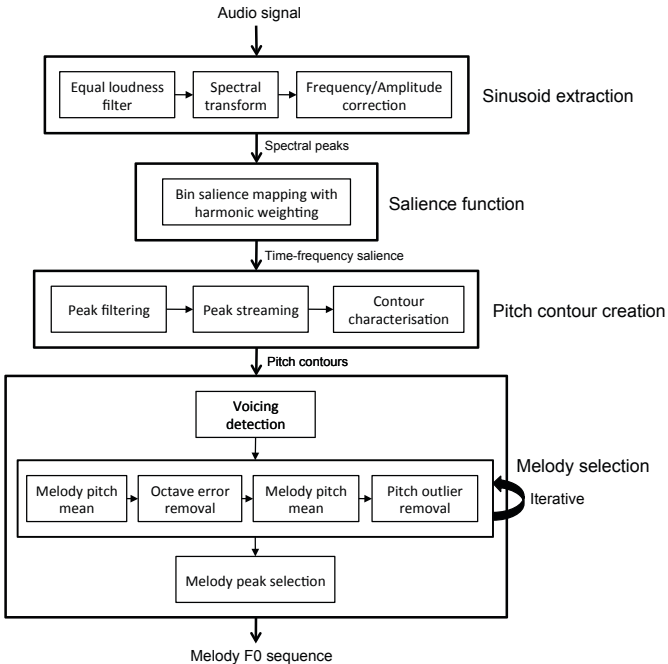 Audio signal
Equal loudness
filter
Spectral
transform
Frequency/Amplitude
correction
Sinusoid extraction
Spectral peaks
Bin salience mapping with
harmonic weighting
Salience function
Time-frequency salience
Peak filtering
Peak streaming
Contour
characterisation
Pitch contour creation
Pitch contours
Voicing
detection
Melody selection
Melody pitch
mean
Octave error
removal
Melody pitch
mean
Pitch outlier
removal
Iterative
Melody peak selection
Melody F0 sequence